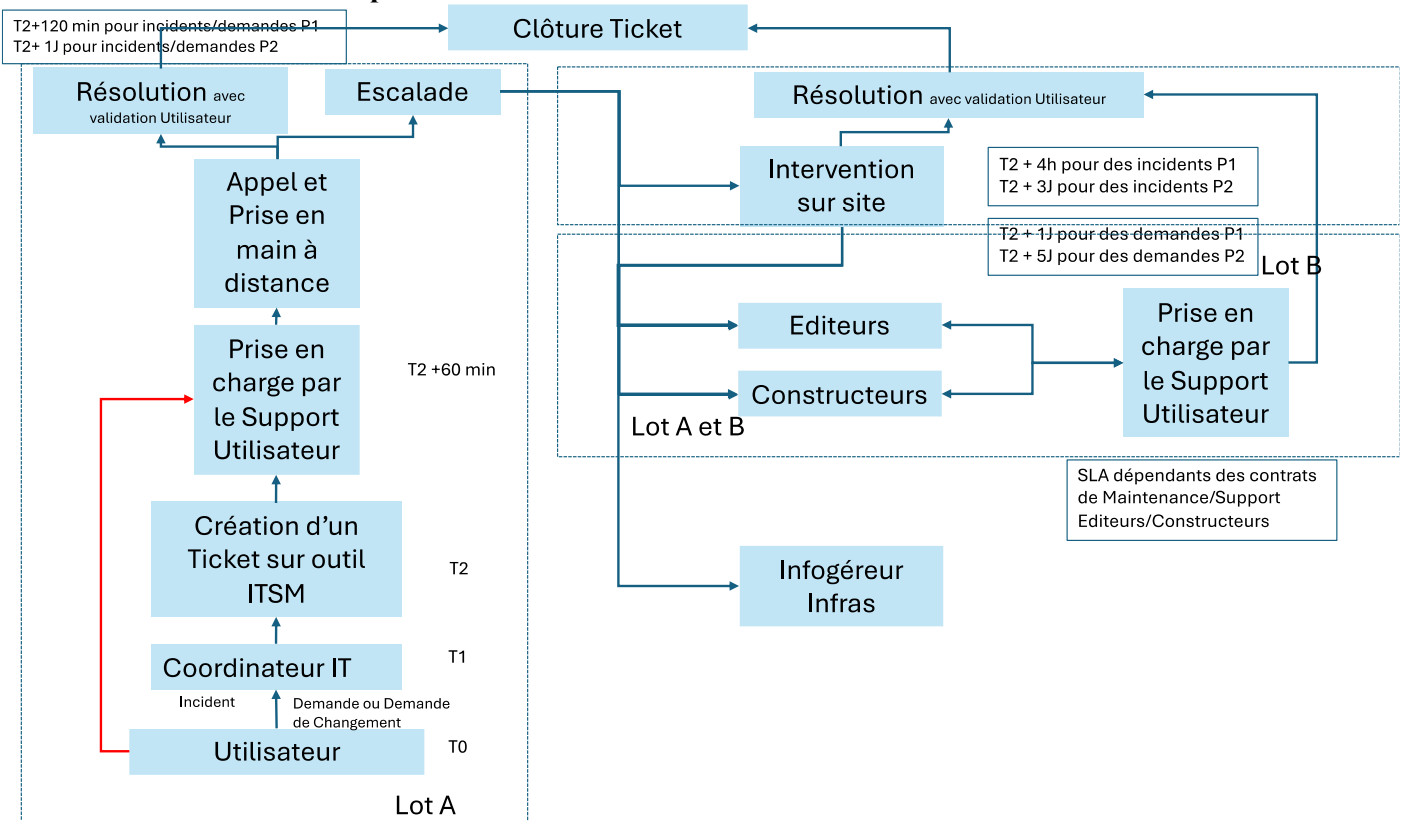 T2+120 min pour incidents/demandes P1
T2+ 1J pour incidents/demandes P2
Clôture Ticket
Résolution avec
validation Utilisateur
Escalade
Résolution avec validation Utilisateur
Appel et
Prise en
main à
distance
Intervention
sur site
T2 + 4h pour des incidents P1
T2 + 3J pour des incidents P2
T2 + 1J pour des demandes P1
T2 + 5J pour des demandes P2
Lot B
Prise en
charge par
le Support
Utilisateur
T2 +60 min
Editeurs
Constructeurs
Lot A et B
Prise en
charge par
le Support
Utilisateur
SLA dépendants des contrats
de Maintenance/Support
Editeurs/Constructeurs
Création d’un
Ticket sur outil
ITSM
T2
Infogéreur
Infras
Coordinateur IT
T1
Incident
Demande ou Demande
de Changement
Utilisateur
T0
Lot A